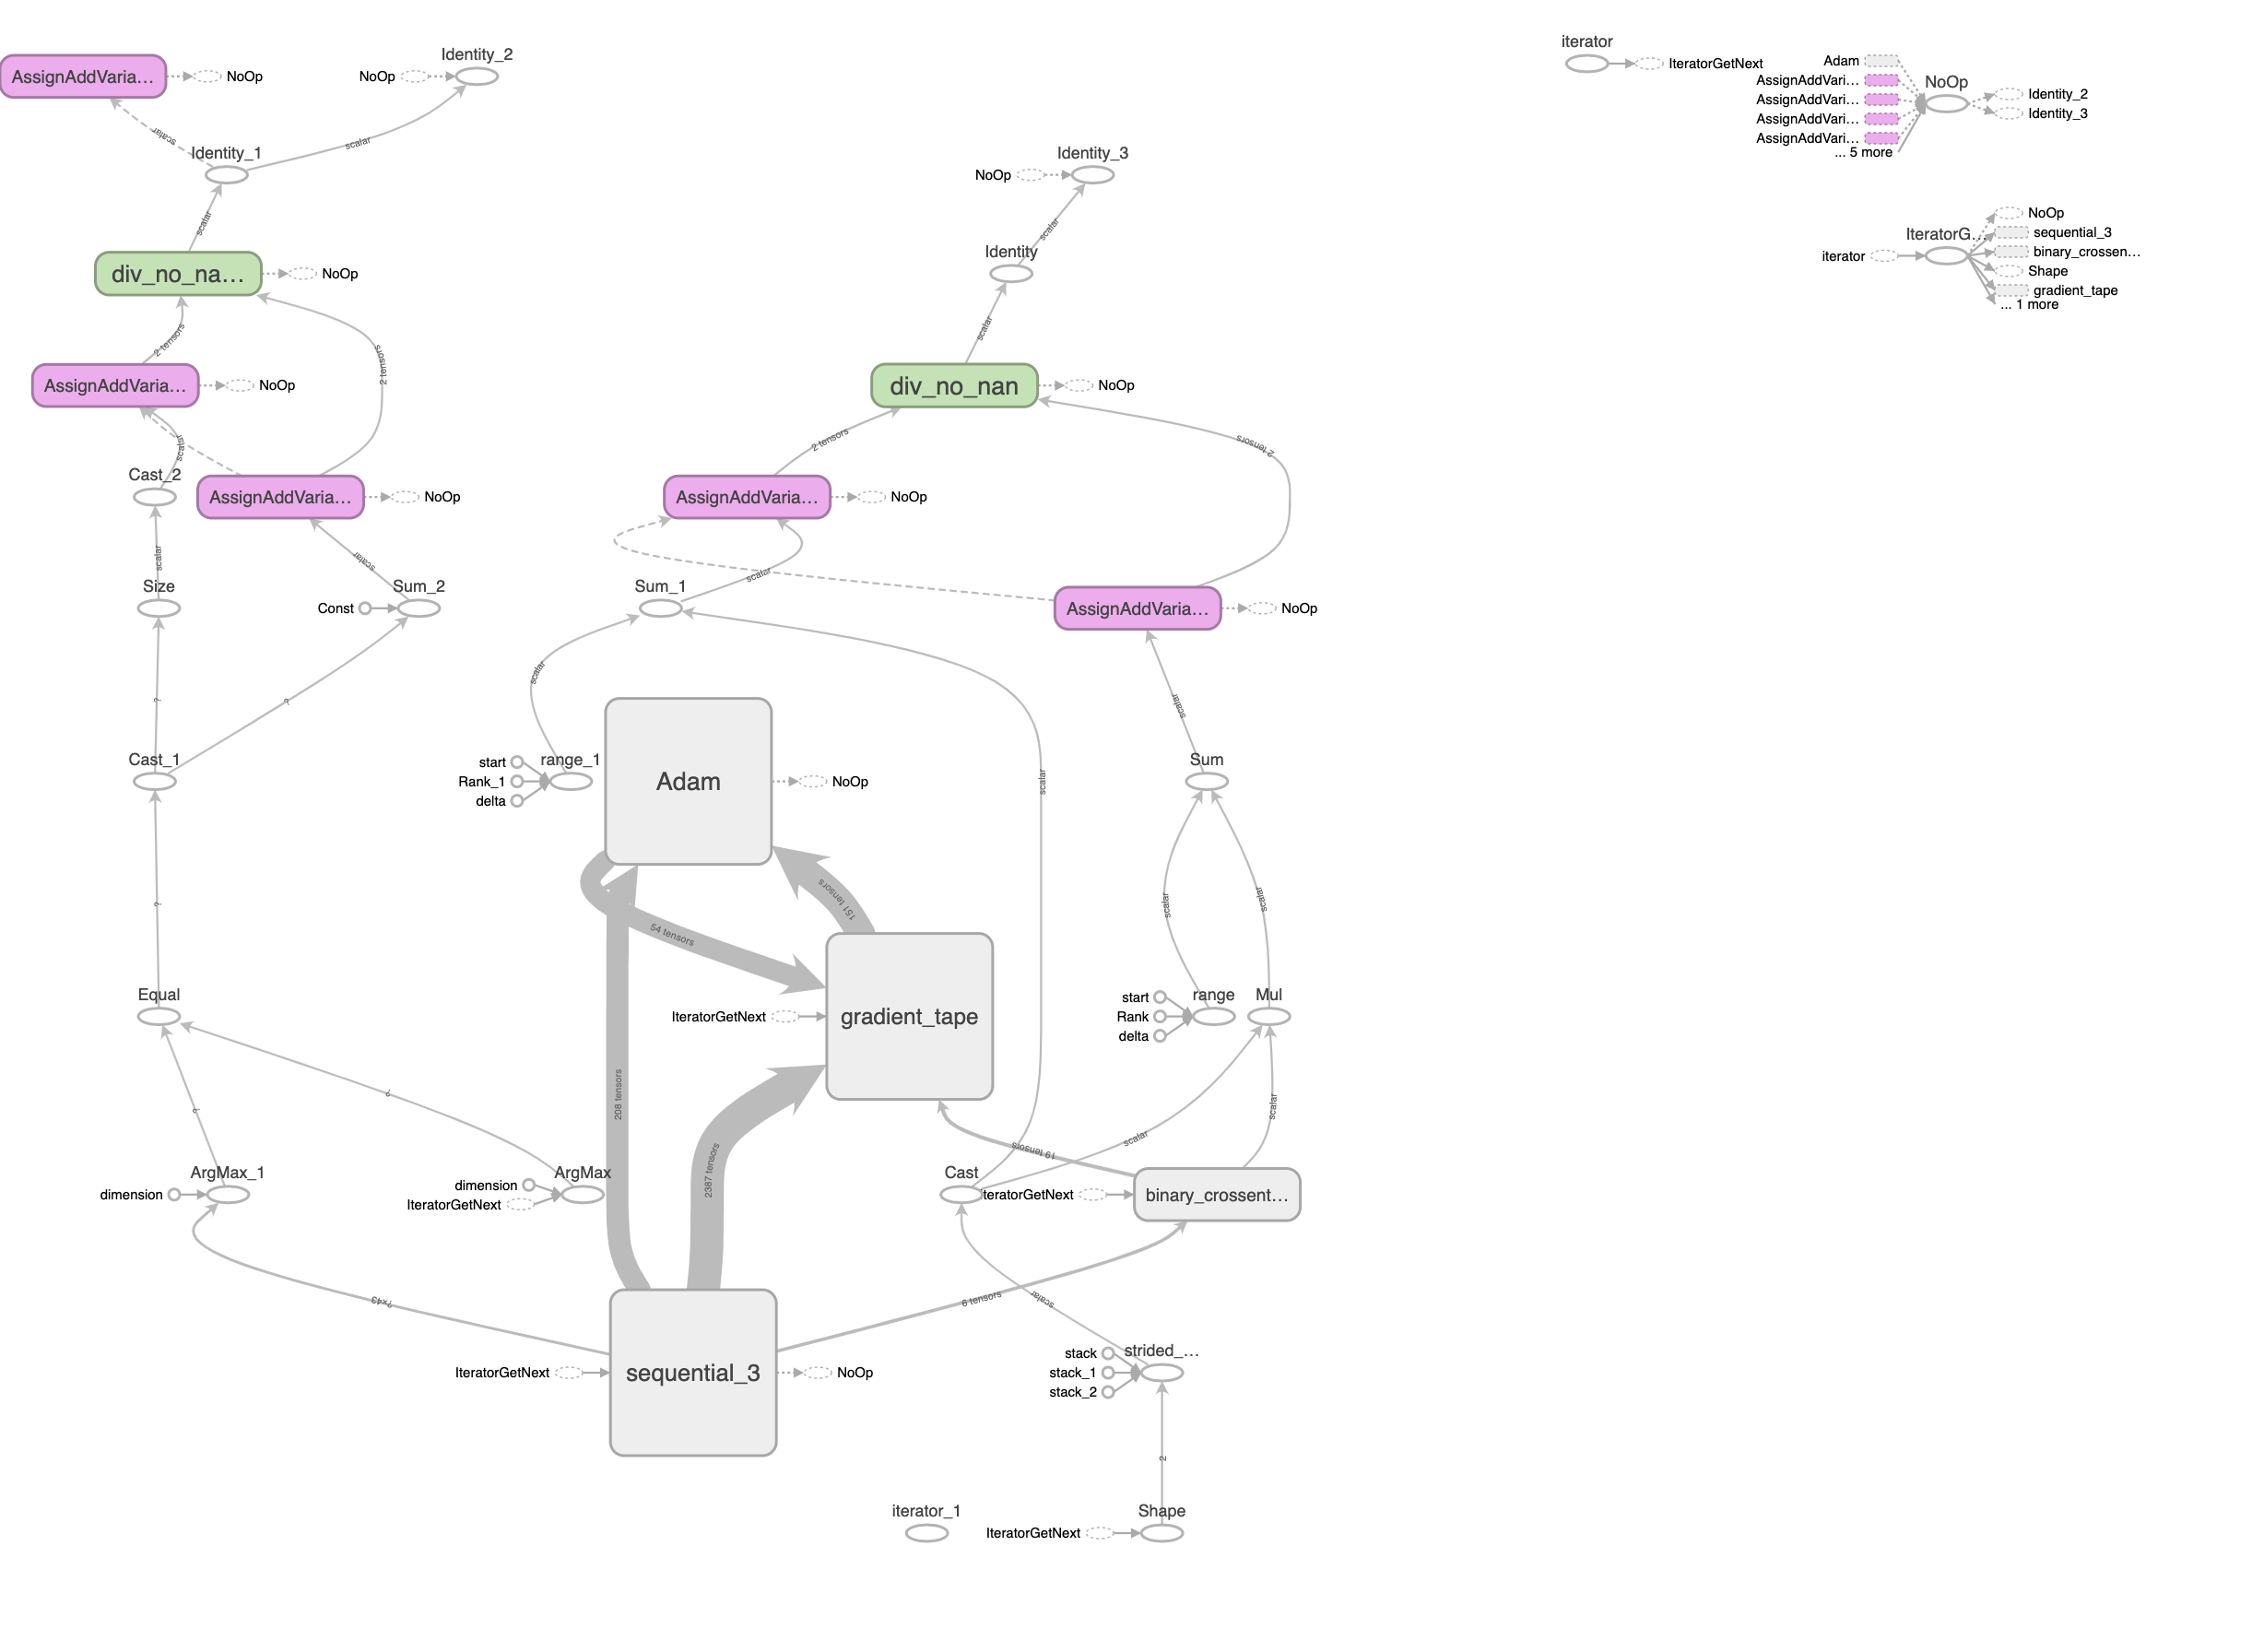 Identity_2
iterator
AssignAddVaria…
NoOp
NoOp
IteratorGetNext
Adam
AssignAddVari…
AssignAddVari…
AssignAddVari…
AssignAddVari…
... 5 more
NoOp
Identity_2
Identity_3
scalar
scalar
Identity_1
Identity_3
NoOp
scalar
scalar
Identity
IteratorG…
iterator
NoOp
sequential_3
binary_crossen…
Shape
gradient_tape
... 1 more
div_no_na…
NoOp
scalar
2 tensors
2 tensors
AssignAddVaria…
NoOp
div_no_nan
NoOp
scalar
2 tensors
2 tensors
Cast_2
AssignAddVaria…
NoOp
AssignAddVaria…
NoOp
scalar
scalar
Size
Const
Sum_2
Sum_1
scalar
AssignAddVaria…
NoOp
?
?
scalar
scalar
Cast_1
start
Rank_1
delta
range_1
Adam
NoOp
scalar
Sum
?
54 tensors
151 tensors
scalar
scalar
Equal
IteratorGetNext
gradient_tape
start
Rank
delta
range
Mul
?
?
208 tensors
2387 tensors
19 tensors
scalar
scalar
dimension
ArgMax_1
dimension
IteratorGetNext
ArgMax
Cast
teratorGetNext
binary_crossent…
?×43
6 tensors
scalar
IteratorGetNext
sequential_3
NoOp
stack
stack_1
stack_2
strided_…
2
iterator_1
IteratorGetNext
Shape